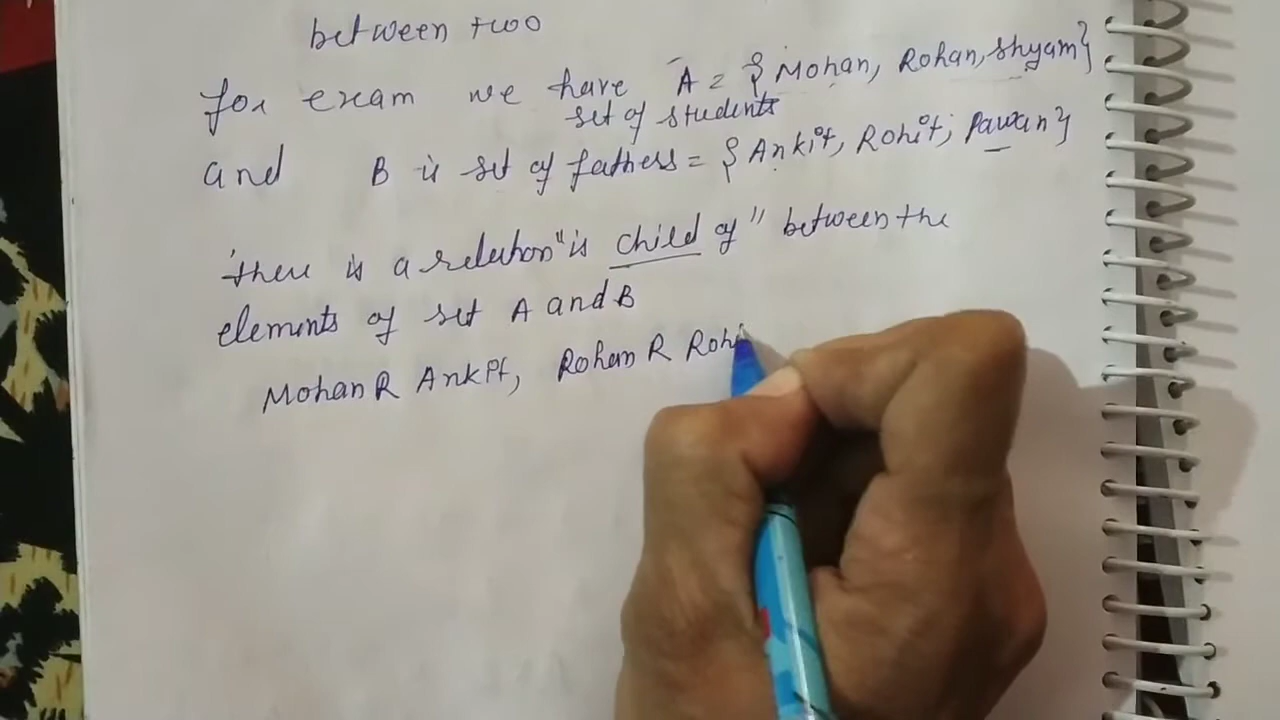 between two
for exam we have A = {Mohan, Rohan, Shyam}
set of students
and B is set of fathers = {Ankit, Rohit, Pawan}
there is a relation "is child of" between the
elements of set A and B
Mohan R Ankit, Rohan R Rohi